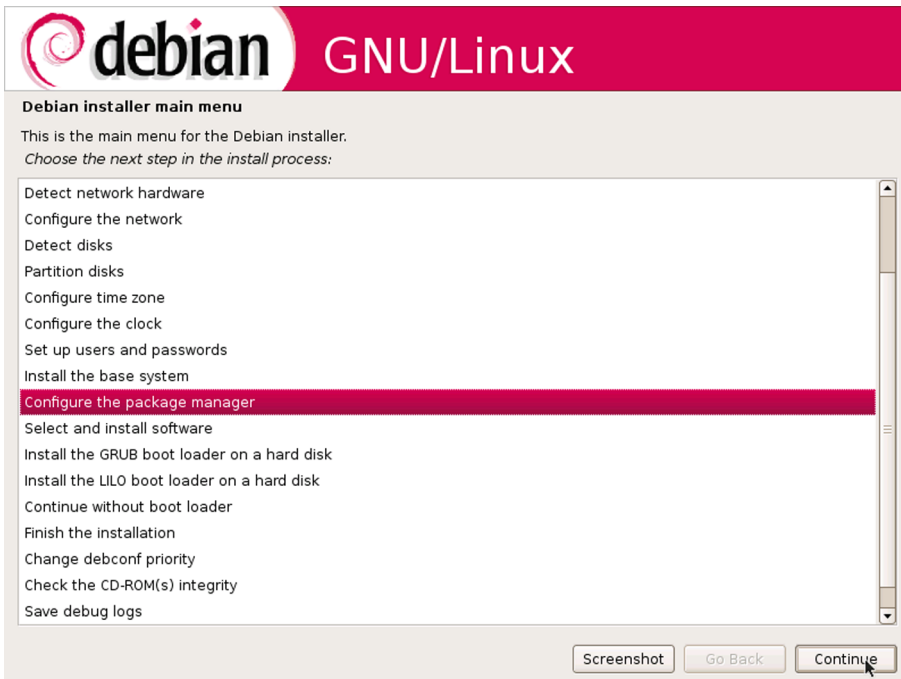 debian GNU/Linux
Debian installer main menu
This is the main menu for the Debian installer.
Choose the next step in the install process:
Detect network hardware
Configure the network
Detect disks
Partition disks
Configure time zone
Configure the clock
Set up users and passwords
Install the base system
Configure the package manager
Select and install software
Install the GRUB boot loader on a hard disk
Install the LILO boot loader on a hard disk
Continue without boot loader
Finish the installation
Change debconf priority
Check the CD-ROM(s) integrity
Save debug logs
Screenshot Go Back Continue